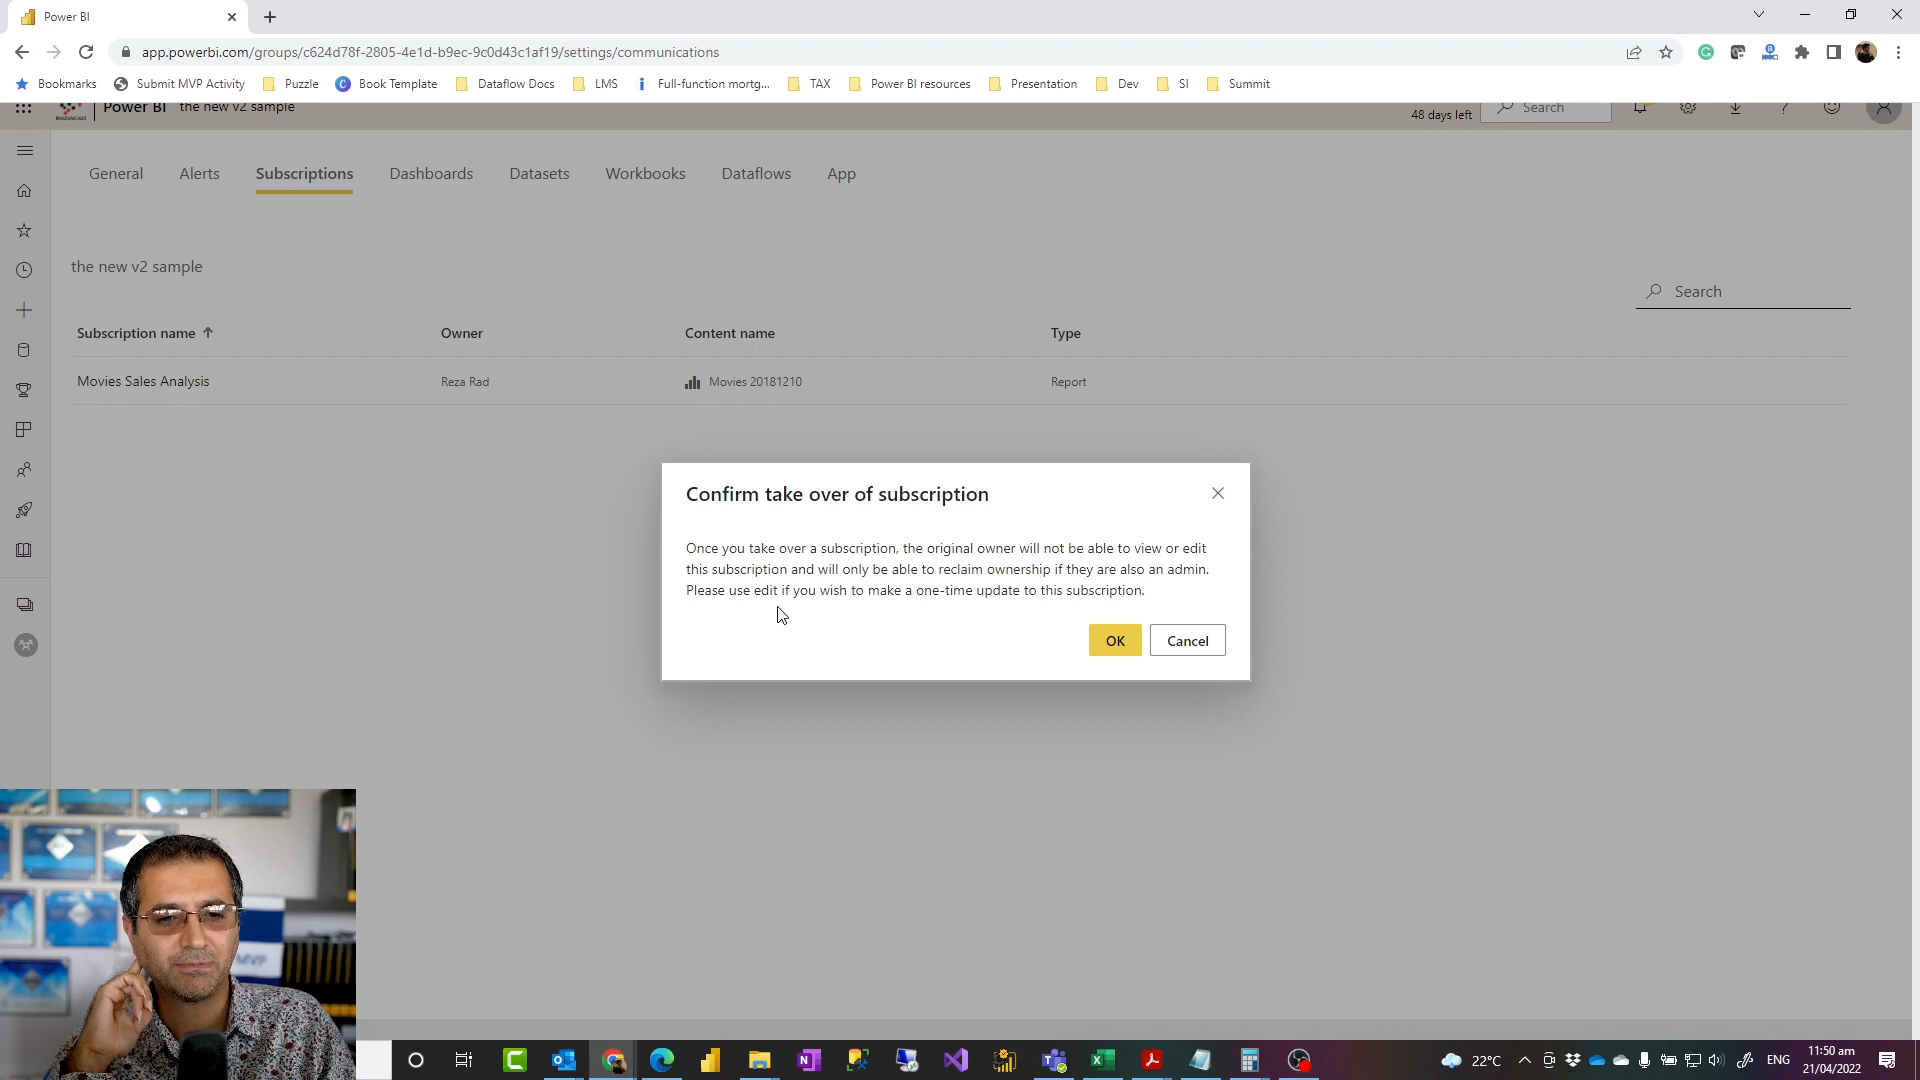 Power BI
app.powerbi.com/groups/c624d78f-2805-4e1d-b9ec-9c0d43c1af19/settings/communications
Bookmarks Submit MVP Activity Puzzle Book Template Dataflow Docs LMS Full-function mortg... TAX Power BI resources Presentation Dev SI Summit
Power BI the new v2 sample
48 days left
Search
General Alerts Subscriptions Dashboards Datasets Workbooks Dataflows App
the new v2 sample
Search
Subscription name Owner Content name Type
Movies Sales Analysis Reza Rad Movies 20181210 Report
Confirm take over of subscription
Once you take over a subscription, the original owner will not be able to view or edit
this subscription and will only be able to reclaim ownership if they are also an admin.
Please use edit if you wish to make a one-time update to this subscription.
OK Cancel
MVP
22°C ENG
11:50 am
21/04/2022